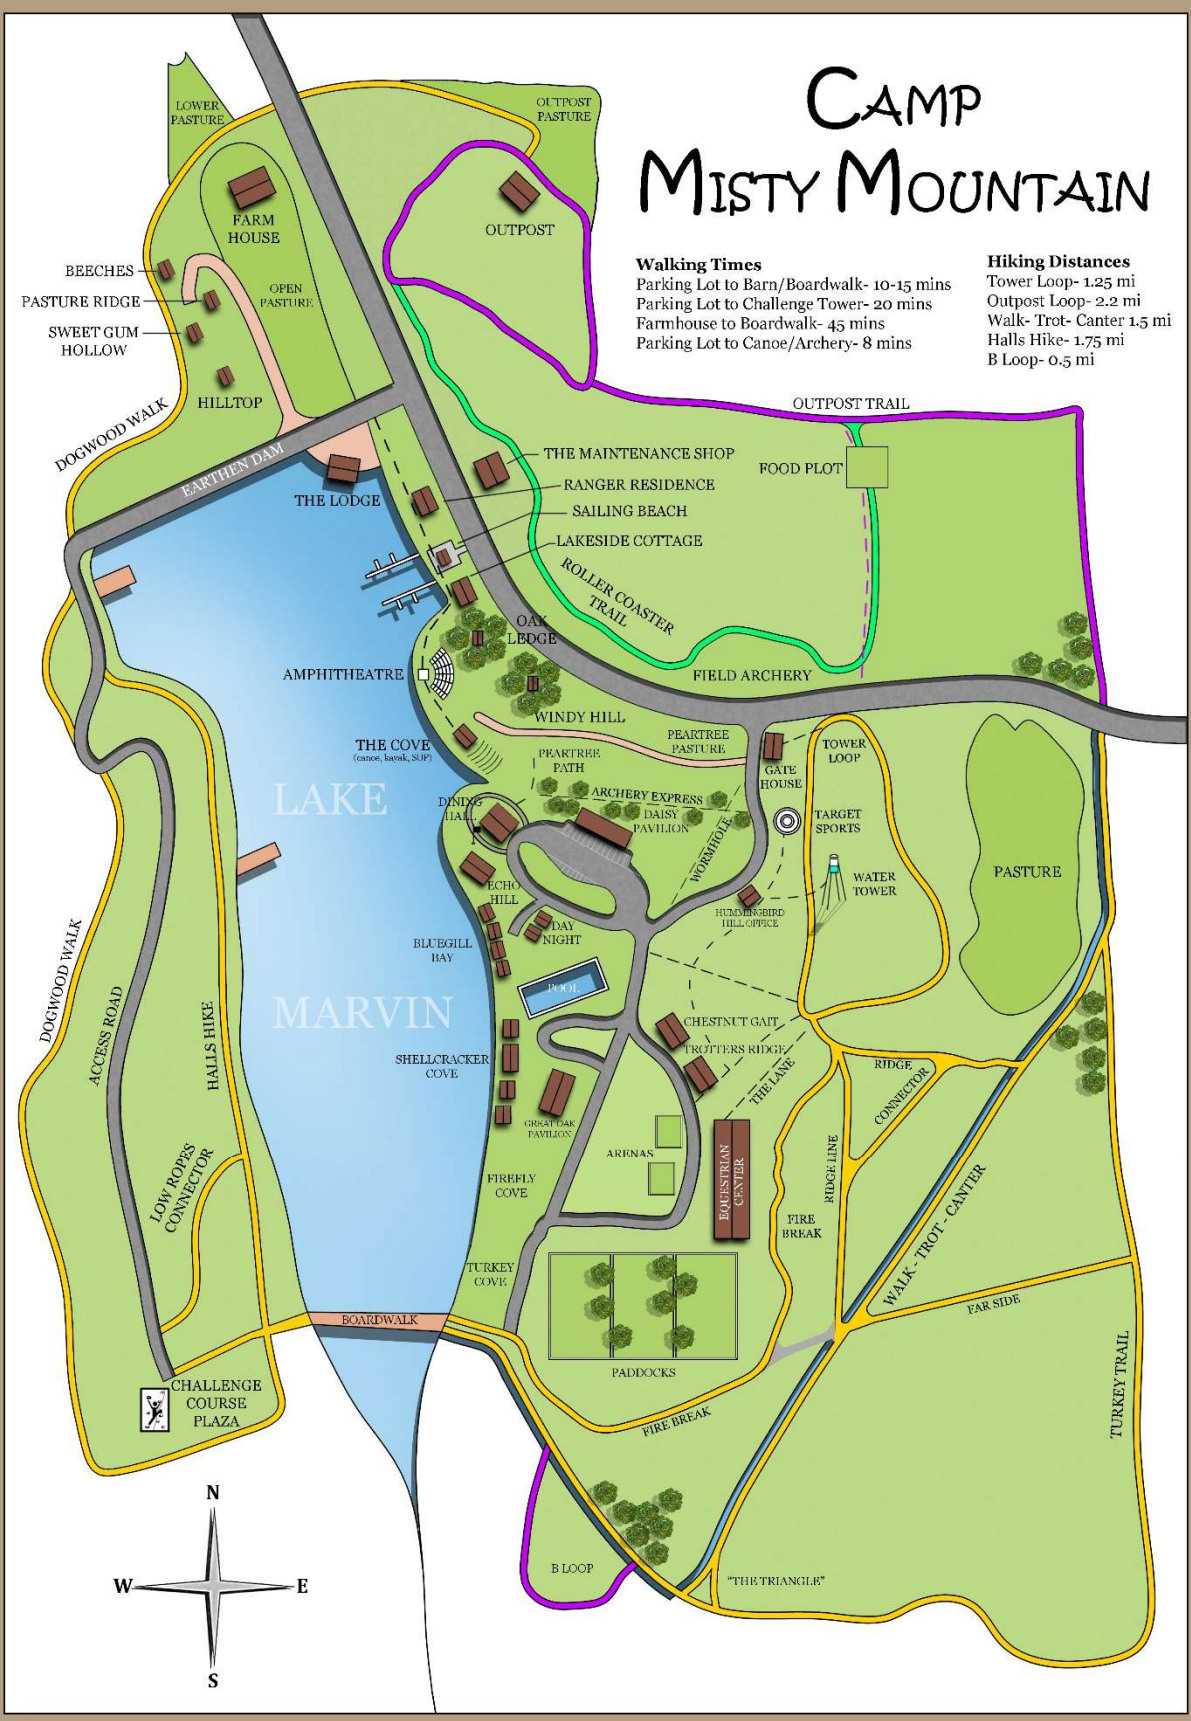 CAMP
MISTY MOUNTAIN
Walking Times
Parking Lot to Barn/Boardwalk- 10-15 mins
Parking Lot to Challenge Tower- 20 mins
Farmhouse to Boardwalk- 45 mins
Parking Lot to Canoe/Archery- 8 mins
Hiking Distances
Tower Loop- 1.25 mi
Outpost Loop- 2.2 mi
Walk- Trot- Canter 1.5 mi
Halls Hike- 1.75 mi
B Loop- 0.5 mi
LOWER
PASTURE
OUTPOST
PASTURE
FARM
HOUSE
OUTPOST
BEECHES
PASTURE RIDGE
SWEET GUM
HOLLOW
OPEN
PASTURE
HILLTOP
DOGWOOD WALK
EARTHEN DAM
THE LODGE
OUTPOST TRAIL
THE MAINTENANCE SHOP
FOOD PLOT
RANGER RESIDENCE
SAILING BEACH
LAKESIDE COTTAGE
ROLLER COASTER
TRAIL
OAK
LEDGE
AMPHITHEATRE
FIELD ARCHERY
WINDY HILL
THE COVE
(canoe, kayak, SUP)
PEARTREE
PASTURE
PEARTREE
PATH
TOWER
LOOP
GATE
HOUSE
LAKE
MARVIN
DINING
HALL
ARCHERY EXPRESS
DAISY
PAVILION
WORMHOLE
TARGET
SPORTS
WATER
TOWER
PASTURE
ECHO
HILL
HUMMINGBIRD
HILL OFFICE
DAY
NIGHT
BLUEGILL
BAY
POOL
DOGWOOD WALK
ACCESS ROAD
HALLS HIKE
CHESTNUT GAIT
TROTTERS RIDGE
THE LANE
SHELLCRACKER
COVE
GREAT OAK
PAVILION
RIDGE
CONNECTOR
ARENAS
EQUESTRIAN
CENTER
RIDGE LINE
LOW ROPES
CONNECTOR
FIREFLY
COVE
FIRE
BREAK
WALK - TROT - CANTER
TURKEY
COVE
FAR SIDE
BOARDWALK
PADDOCKS
TURKEY TRAIL
CHALLENGE
COURSE
PLAZA
FIRE BREAK
B LOOP
"THE TRIANGLE"
N
W
E
S